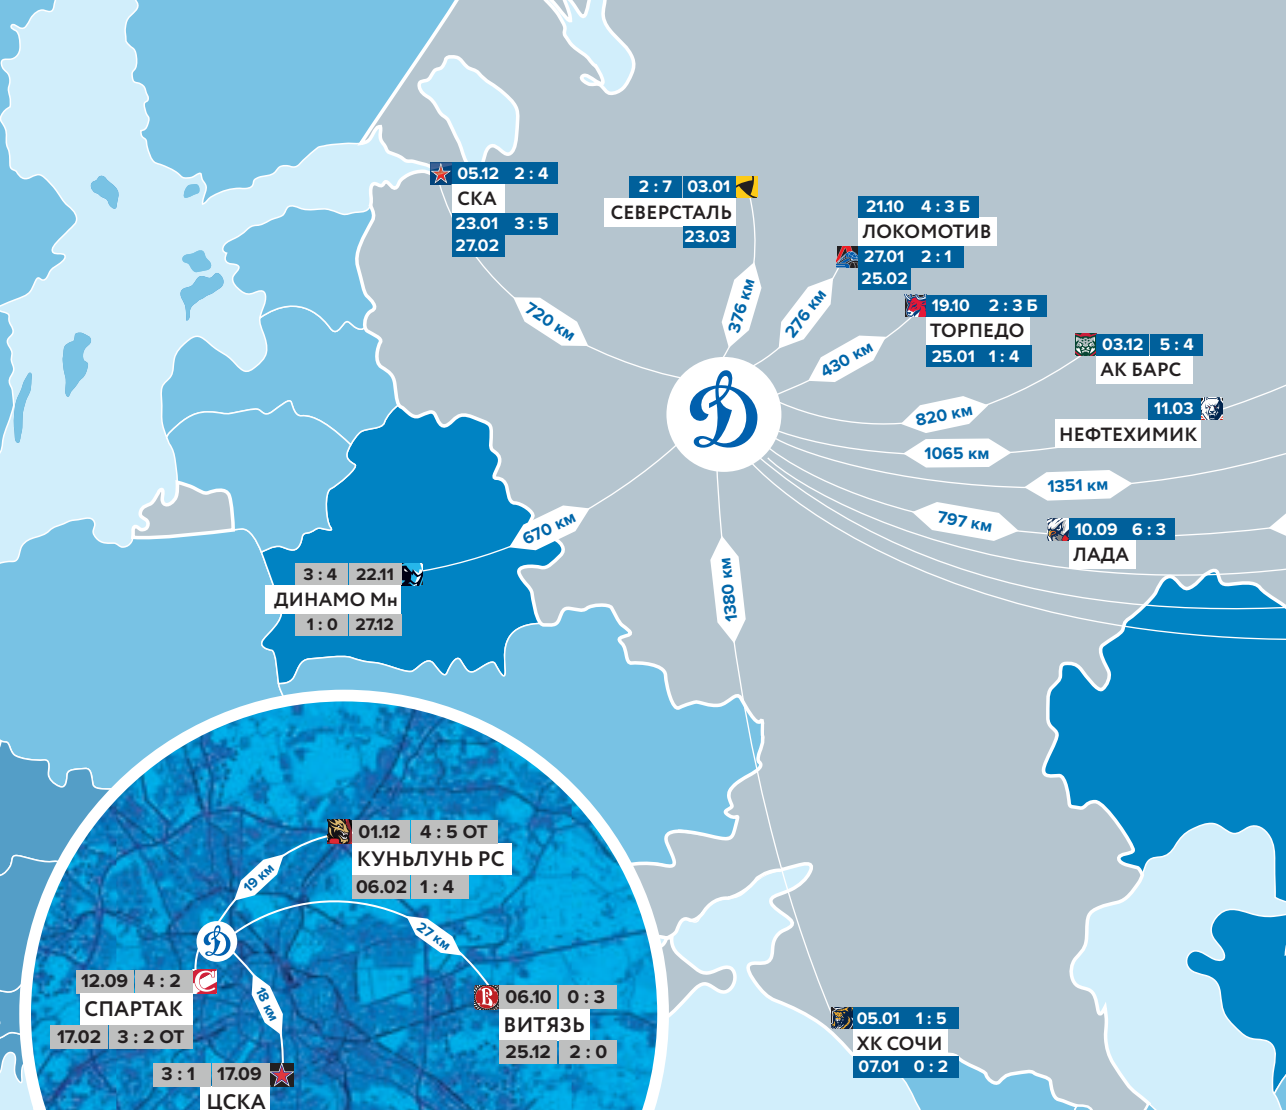 05.12 2 : 4
СКА
23.01 3 : 5
27.02
2 : 7 03.01
СЕВЕРСТАЛЬ
23.03
21.10 4 : 3 Б
ЛОКОМОТИВ
27.01 2 : 1
25.02
19.10 2 : 3 Б
ТОРПЕДО
25.01 1 : 4
03.12 5 : 4
АК БАРС
11.03
НЕФТЕХИМИК
720 км
376 км
276 км
430 км
820 км
1065 км
1351 км
797 км
10.09 6 : 3
ЛАДА
670 км
1380 км
3 : 4 22.11
ДИНАМО Мн
1 : 0 27.12
Д
01.12 4 : 5 ОТ
КУНЬЛУНЬ РС
06.02 1 : 4
19 км
27 км
Д
12.09 4 : 2
СПАРТАК
17.02 3 : 2 ОТ
18 км
06.10 0 : 3
ВИТЯЗЬ
25.12 2 : 0
3 : 1 17.09
ЦСКА
05.01 1 : 5
ХК СОЧИ
07.01 0 : 2